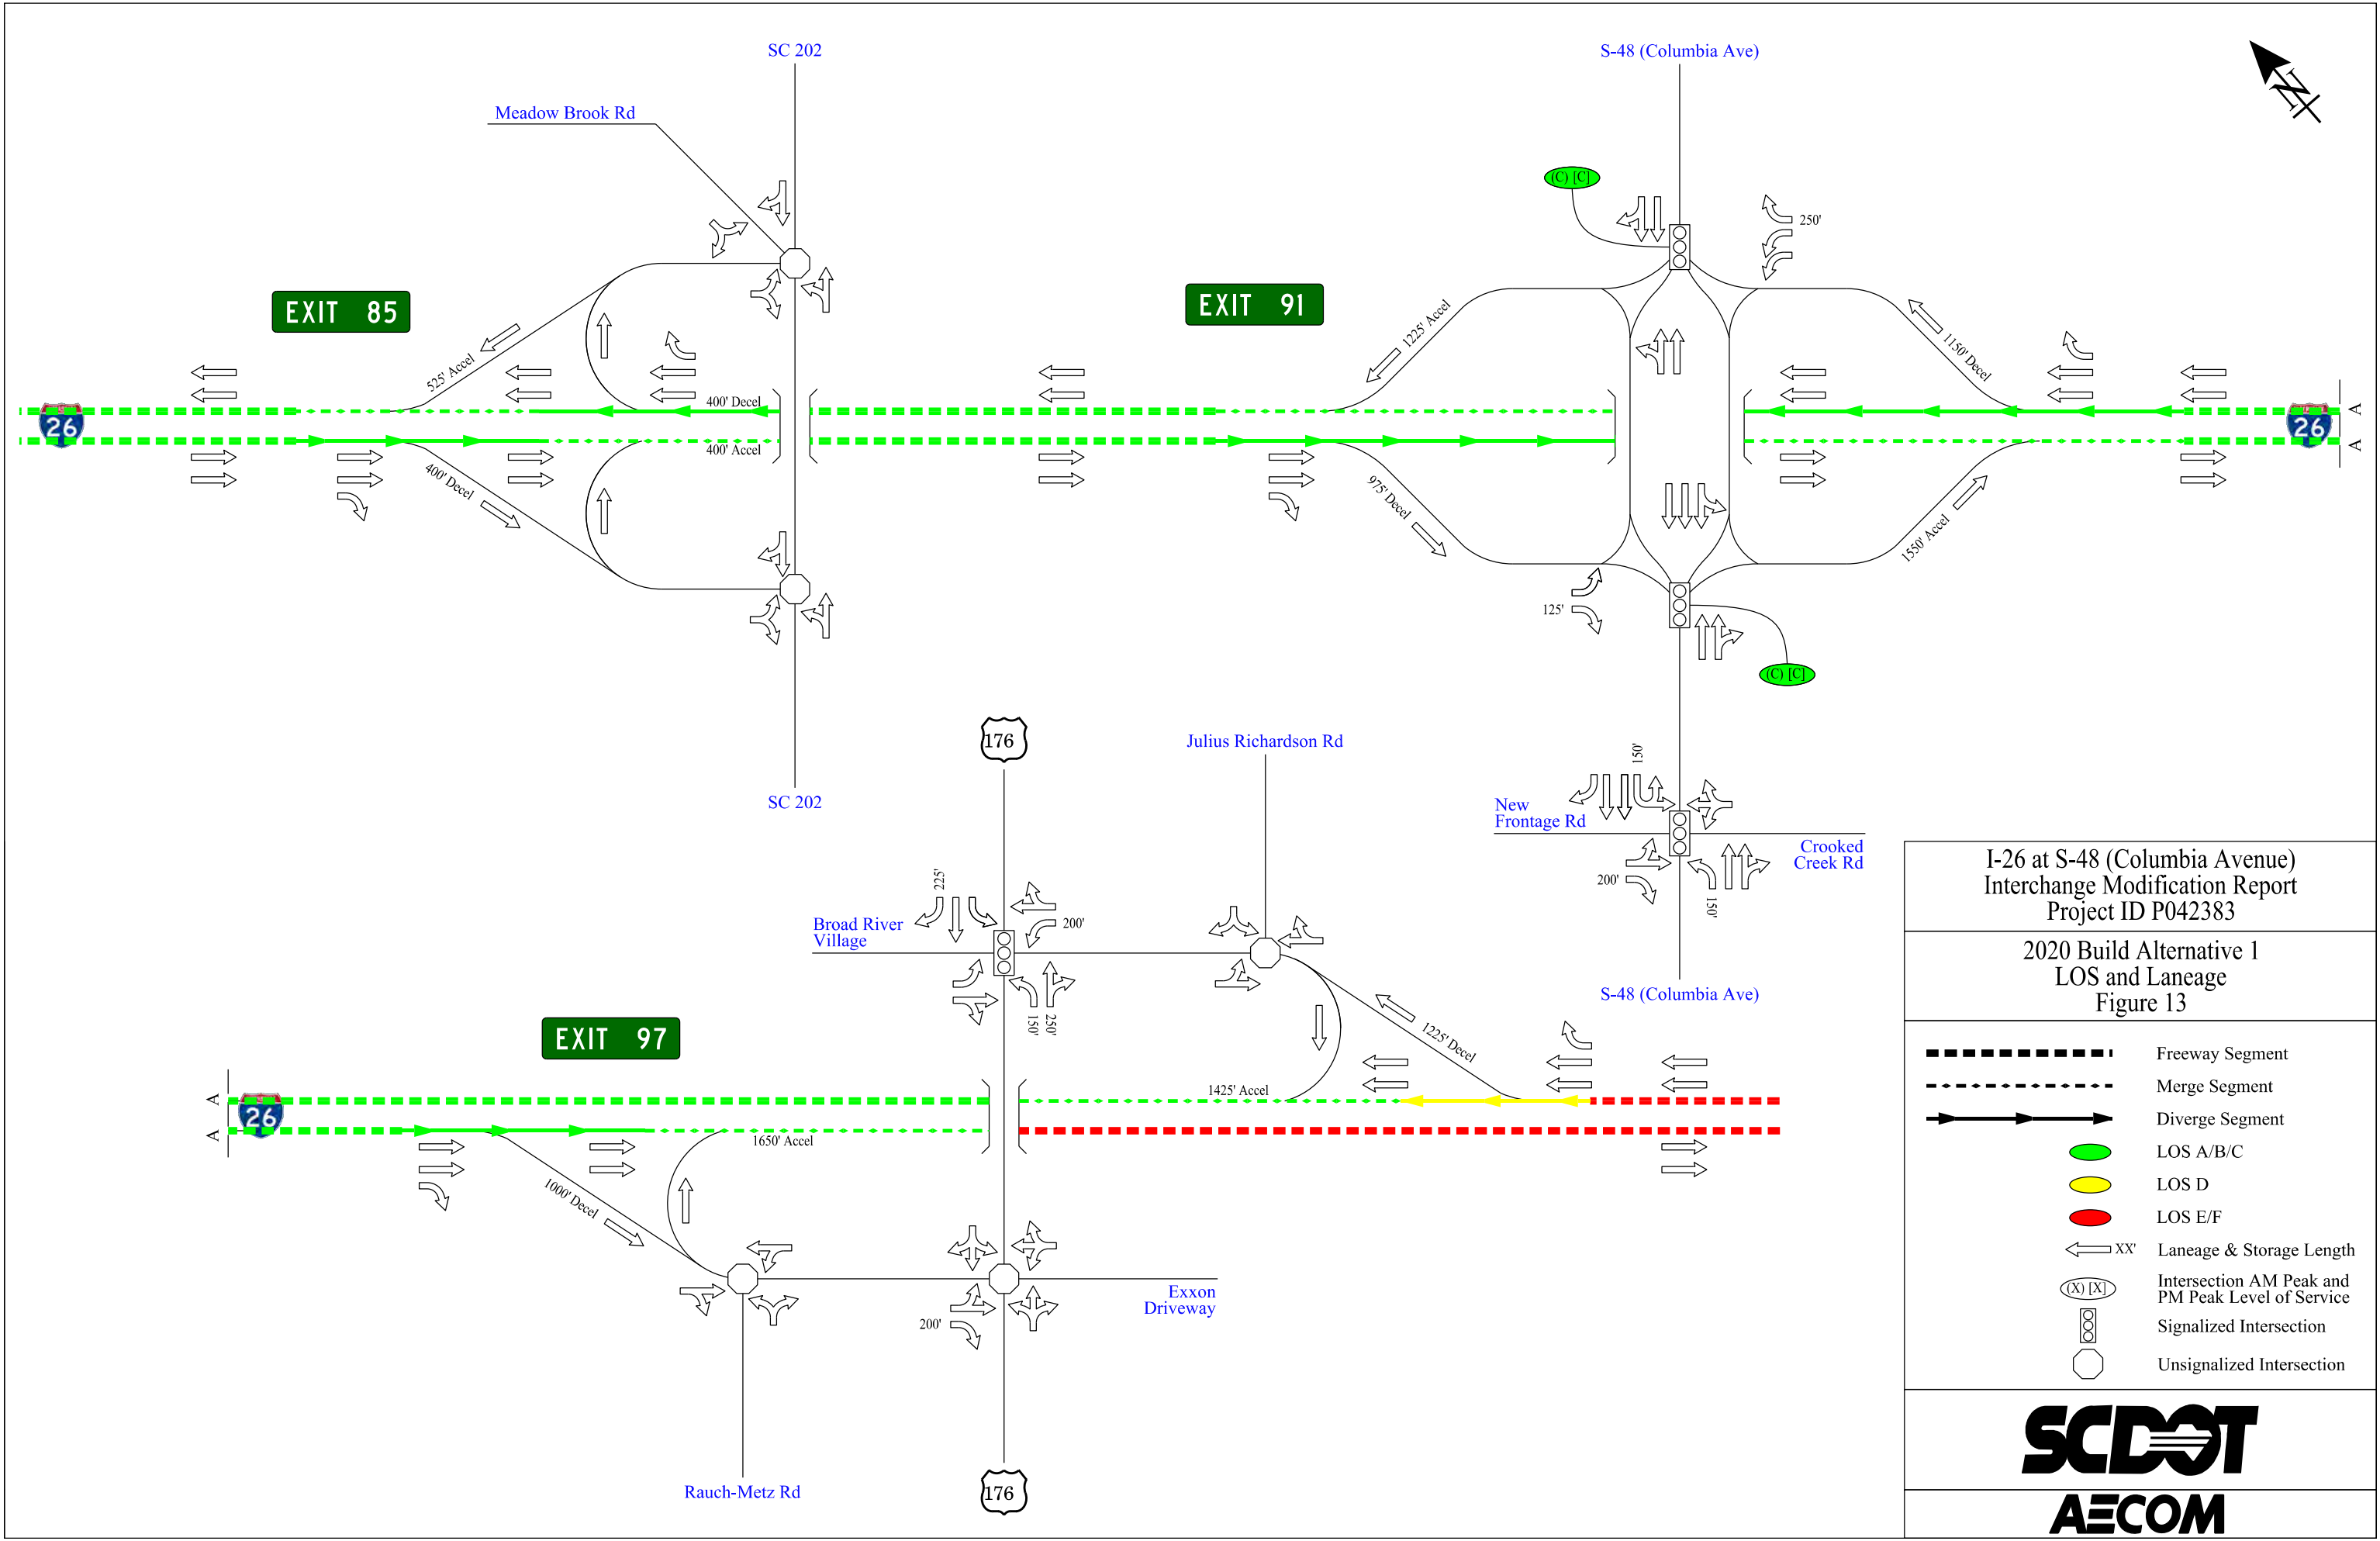 SC 202
S-48 (Columbia Ave)
N
Meadow Brook Rd
(C) [C]
250'
EXIT 85
EXIT 91
525' Accel
1225' Accel
1150' Decel
400' Decel
26
26
A
A
400' Accel
400' Decel
975' Decel
1550' Accel
125'
(C) [C]
176
Julius Richardson Rd
150'
SC 202
New
Frontage Rd
Crooked
Creek Rd
200'
150'
225'
Broad River
Village
200'
S-48 (Columbia Ave)
150'
250'
EXIT 97
1225' Decel
1425' Accel
A
A
26
1650' Accel
1000' Decel
Exxon
Driveway
200'
Rauch-Metz Rd
176
I-26 at S-48 (Columbia Avenue)
Interchange Modification Report
Project ID P042383
2020 Build Alternative 1
LOS and Laneage
Figure 13
Freeway Segment
Merge Segment
Diverge Segment
LOS A/B/C
LOS D
LOS E/F
XX' Laneage & Storage Length
(X) [X] Intersection AM Peak and
PM Peak Level of Service
Signalized Intersection
Unsignalized Intersection
SCDOT
AECOM